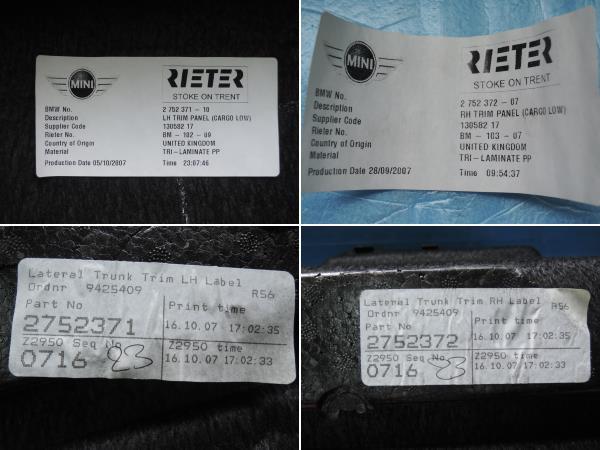 MINI
RIETER
STOKE ON TRENT
BMW No. 2 752 371 - 10
Description LH TRIM PANEL (CARGO LOW)
Supplier Code 130582 17
Rieter No. BM - 102 - 09
Country of Origin UNITED KINGDOM
Material TRI - LAMINATE PP
Production Date 05/10/2007 Time 23:07:46
MINI
RIETER
STOKE ON TRENT
BMW No. 2 752 372 - 07
Description RH TRIM PANEL (CARGO LOW)
Supplier Code 130582 17
Rieter No. BM - 103 - 07
Country of Origin UNITED KINGDOM
Material TRI - LAMINATE PP
Production Date 28/09/2007 Time 09:54:37
Lateral Trunk Trim LH Label
Ordnr 9425409 R56
Part No Print time
2752371 16.10.07 17:02:35
Z2950 Seq No Z2950 time
0716 23 16.10.07 17:02:33
Lateral Trunk Trim RH Label R56
Ordnr 9425409
Part No Print time
2752372 16.10.07 17:02:35
Z2950 Seq No Z2950 time
0716 23 16.10.07 17:02:33